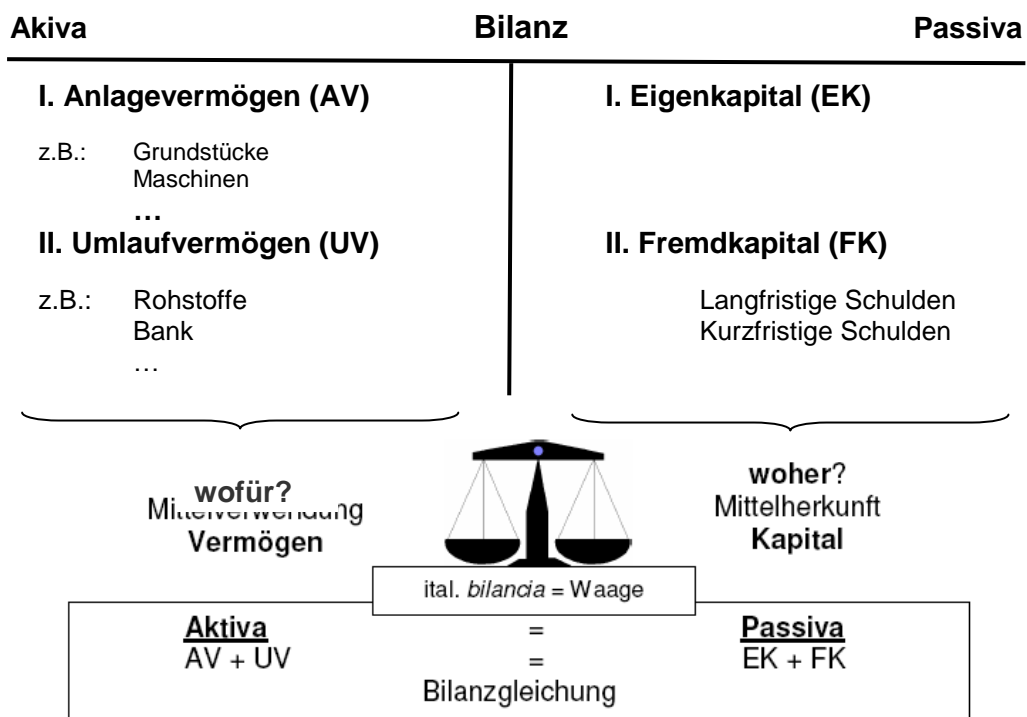 Akiva Bilanz Passiva
I. Anlagevermögen (AV)
z.B.: Grundstücke
Maschinen
…
II. Umlaufvermögen (UV)
z.B.: Rohstoffe
Bank
…
I. Eigenkapital (EK)
II. Fremdkapital (FK)
Langfristige Schulden
Kurzfristige Schulden
wofür?
Mittelverwendung
Vermögen
woher?
Mittelherkunft
Kapital
ital. bilancia = Waage
Aktiva = Passiva
AV + UV = EK + FK
Bilanzgleichung